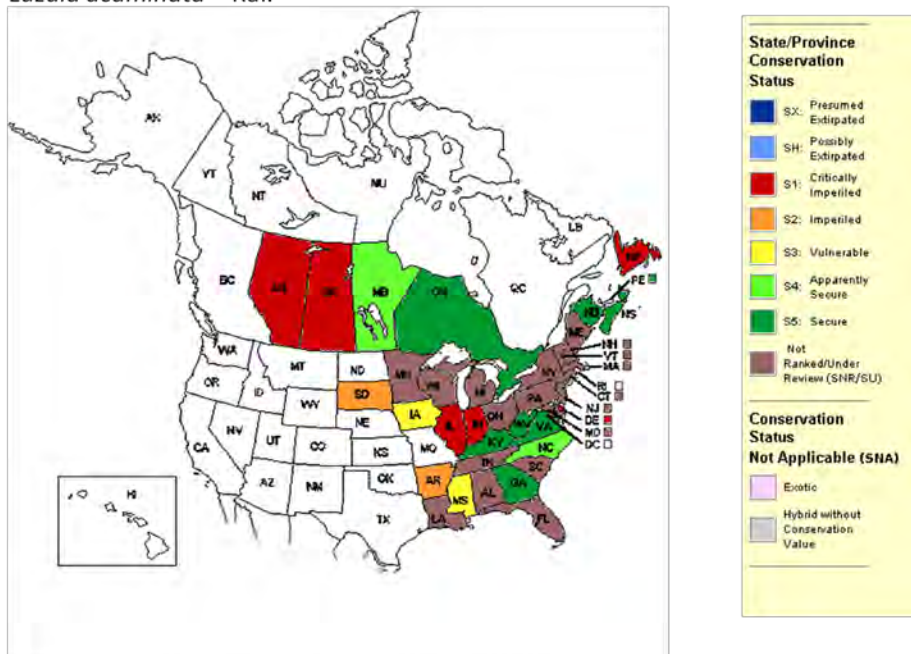 AK
YT
NT
NU
LB
BC
MB
ON
QC
NF
PE
NB
NS
ME
WA
MT
ND
MN
NH
VT
MA
OR
ID
WY
SD
WI
MI
NY
RI
CT
NV
UT
CO
NE
IA
IL
IN
OH
PA
NJ
DE
MD
DC
CA
AZ
NM
KS
MO
KY
WV
VA
OK
AR
TN
NC
SC
TX
LA
MS
AL
GA
FL
HI
State/Province
Conservation
Status
SX: Presumed
Extirpated
SH: Possibly
Extirpated
S1: Critically
Imperiled
S2: Imperiled
S3: Vulnerable
S4: Apparently
Secure
S5: Secure
Not
Ranked/Under
Review (SNR/SU)
Conservation
Status
Not Applicable (SNA)
Exotic
Hybrid without
Conservation
Value